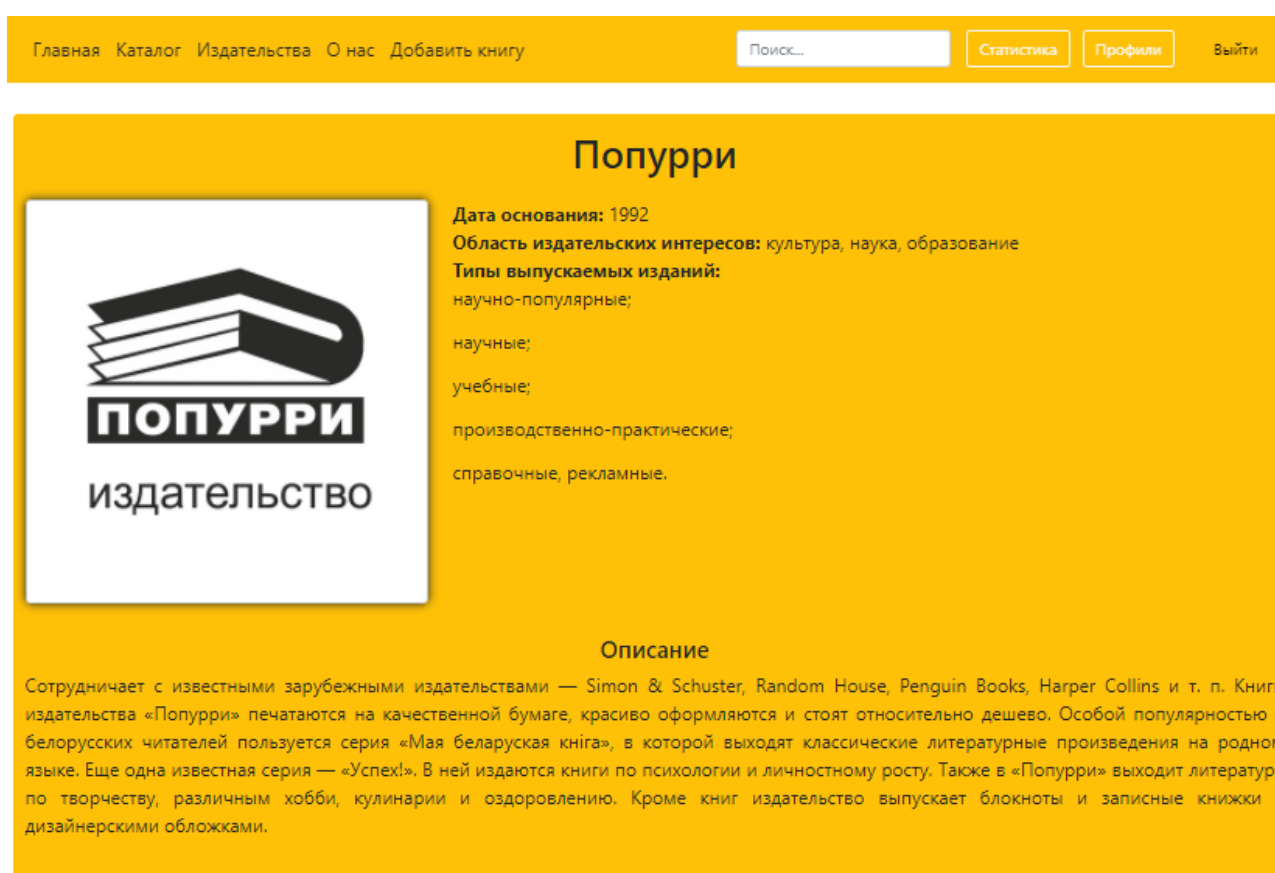 Главная Каталог Издательства О нас Добавить книгу Поиск... Статистика Профили Выйти
Попурри
ПОПУРРИ
издательство
Дата основания: 1992
Область издательских интересов: культура, наука, образование
Типы выпускаемых изданий:
научно-популярные;
научные;
учебные;
производственно-практические;
справочные, рекламные.
Описание
Сотрудничает с известными зарубежными издательствами — Simon & Schuster, Random House, Penguin Books, Harper Collins и т. п. Книг
издательства «Попурри» печатаются на качественной бумаге, красиво оформляются и стоят относительно дешево. Особой популярностью
белорусских читателей пользуется серия «Мая беларуская кніга», в которой выходят классические литературные произведения на родно
языке. Еще одна известная серия — «Успех!». В ней издаются книги по психологии и личностному росту. Также в «Попурри» выходит литератур
по творчеству, различным хобби, кулинарии и оздоровлению. Кроме книг издательство выпускает блокноты и записные книжки
дизайнерскими обложками.